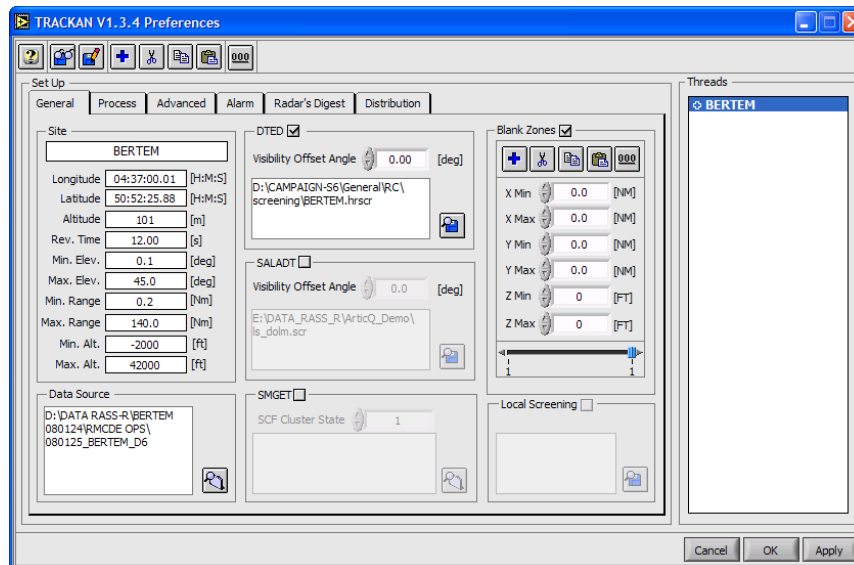 TRACKAN V1.3.4 Preferences
Set Up
General Process Advanced Alarm Radar's Digest Distribution
Threads
BERTEM
Site
BERTEM
Longitude 04:37:00.01 [H:M:S]
Latitude 50:52:25.88 [H:M:S]
Altitude 101 [m]
Rev. Time 12.00 [s]
Min. Elev. 0.1 [deg]
Max. Elev. 45.0 [deg]
Min. Range 0.2 [Nm]
Max. Range 140.0 [Nm]
Min. Alt. -2000 [ft]
Max. Alt. 42000 [ft]
Data Source
D:\DATA RASS-R\BERTEM
080124\RMCDE OPS\
080125_BERTEM_D6
DTED
Visibility Offset Angle 0.00 [deg]
D:\CAMPAIGN-S6\General\RC\
screening\BERTEM.hrscr
SALADT
Visibility Offset Angle 0.0 [deg]
E:\DATA_RASS_R\ArticQ_Demo\
ls_dolm.scr
SMGET
SCF Cluster State 1
Blank Zones
000
X Min 0.0 [NM]
X Max 0.0 [NM]
Y Min 0.0 [NM]
Y Max 0.0 [NM]
Z Min 0 [FT]
Z Max 0 [FT]
1 1
Local Screening
000
Cancel OK Apply